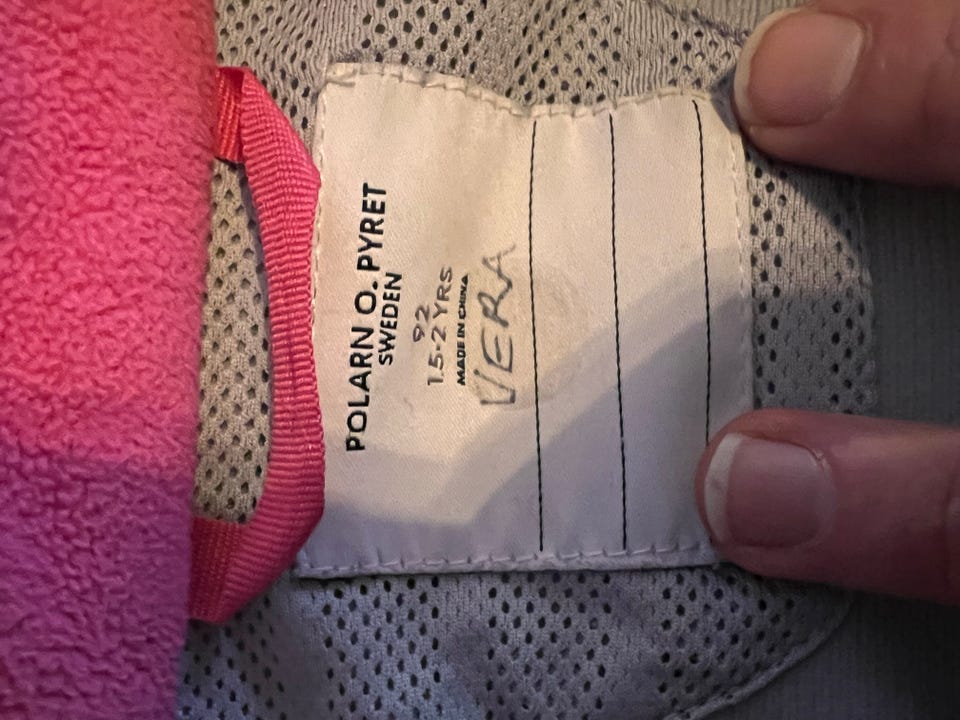 POLARN O. PYRET
SWEDEN
92
1.5-2 YRS
MADE IN CHINA
VERA